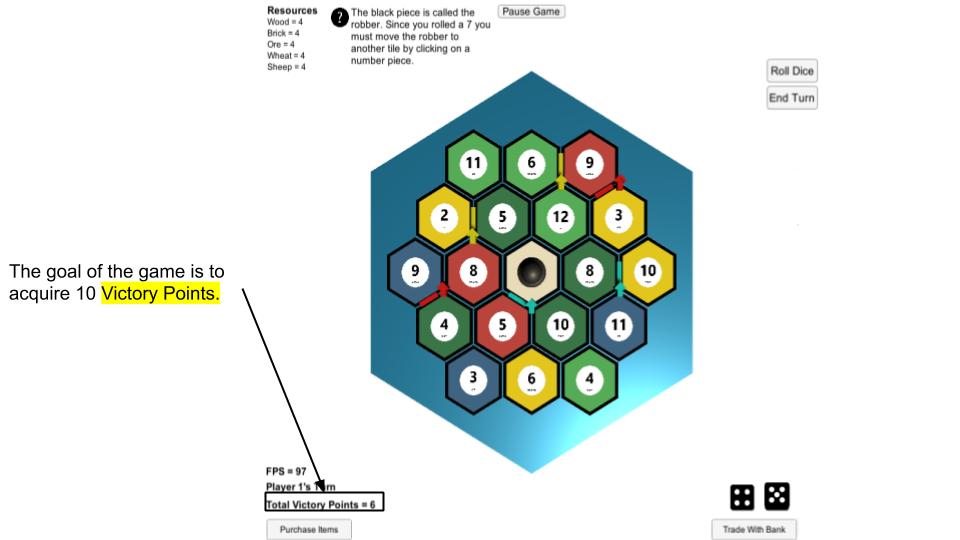 Resources
Wood = 4
Brick = 4
Ore = 4
Wheat = 4
Sheep = 4
?
The black piece is called the
robber. Since you rolled a 7 you
must move the robber to
another tile by clicking on a
number piece.
Pause Game
Roll Dice
End Turn
11 6 9
2 5 12 3
9 8 8 10
4 5 10 11
3 6 4
The goal of the game is to
acquire 10 Victory Points.
FPS = 97
Player 1's
Total Victory Points = 6
Purchase Items
Trade With Bank